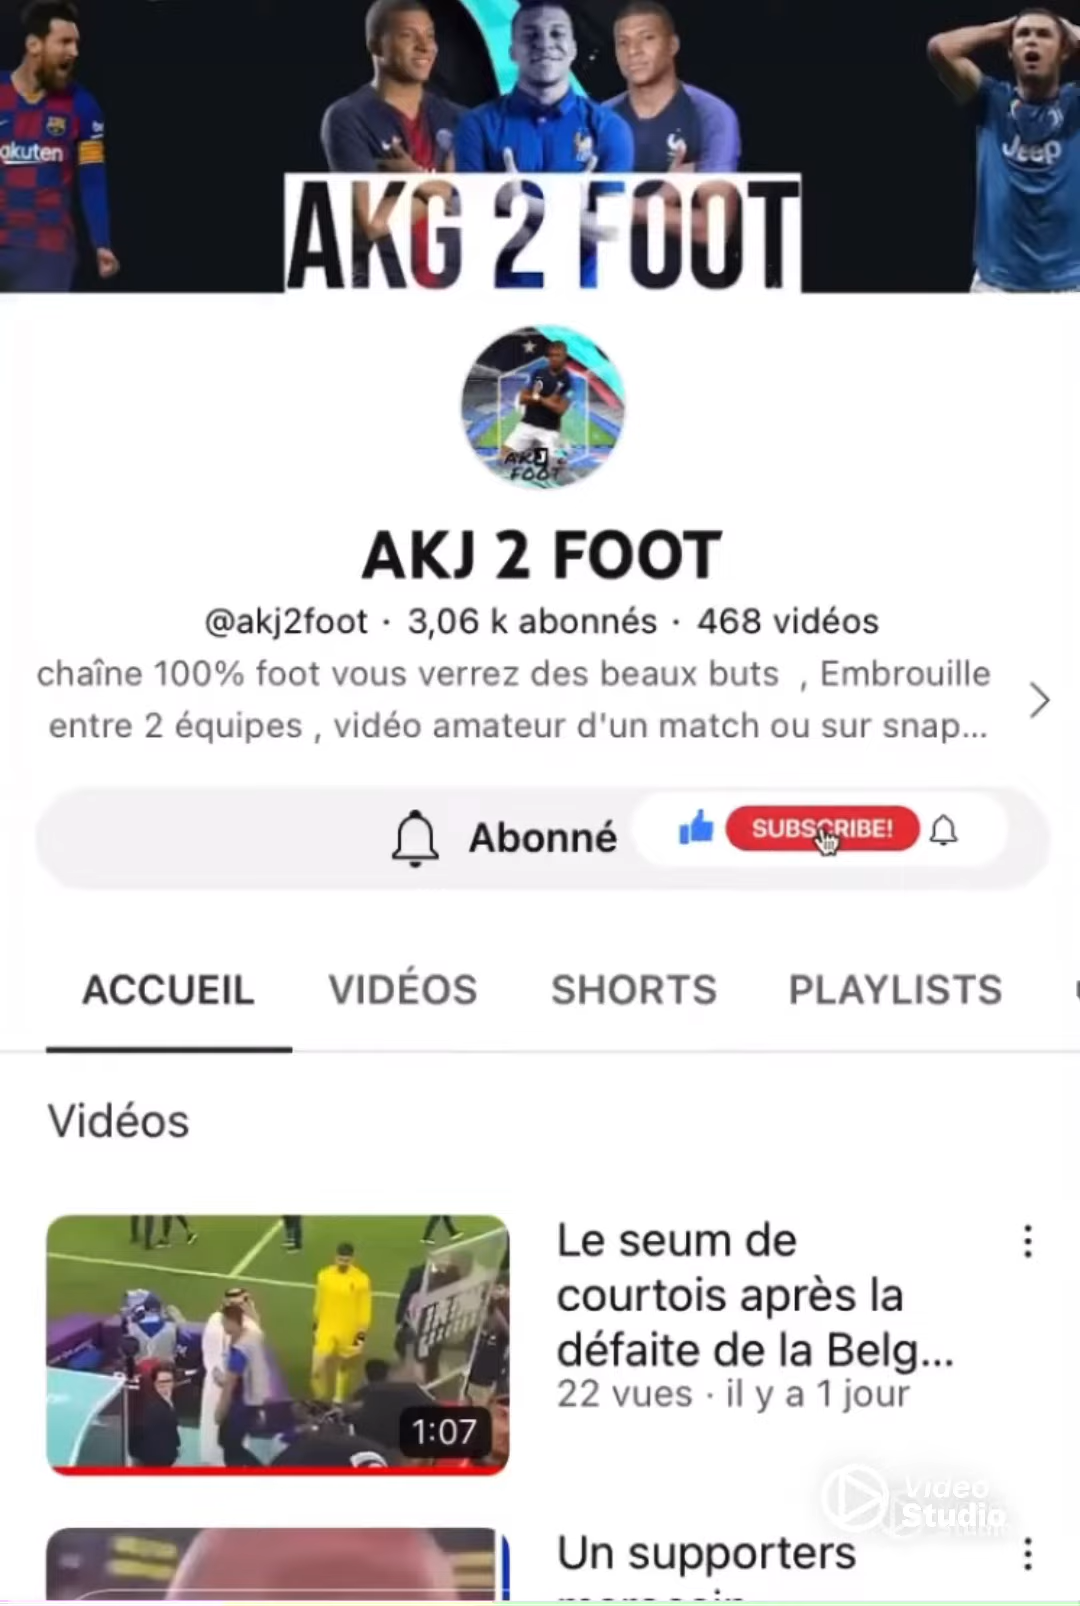 akuten
Jeep
AKG 2 FOOT
AKJ 2
FOOT
AKJ 2 FOOT
@akj2foot · 3,06 k abonnés · 468 vidéos
chaîne 100% foot vous verrez des beaux buts , Embrouille
entre 2 équipes , vidéo amateur d'un match ou sur snap...
Abonné
SUBSCRIBE!
ACCUEIL VIDÉOS SHORTS PLAYLISTS
Vidéos
Le seum de
courtois après la
défaite de la Belg...
22 vues · il y a 1 jour
1:07
Video
Studio
Un supporters